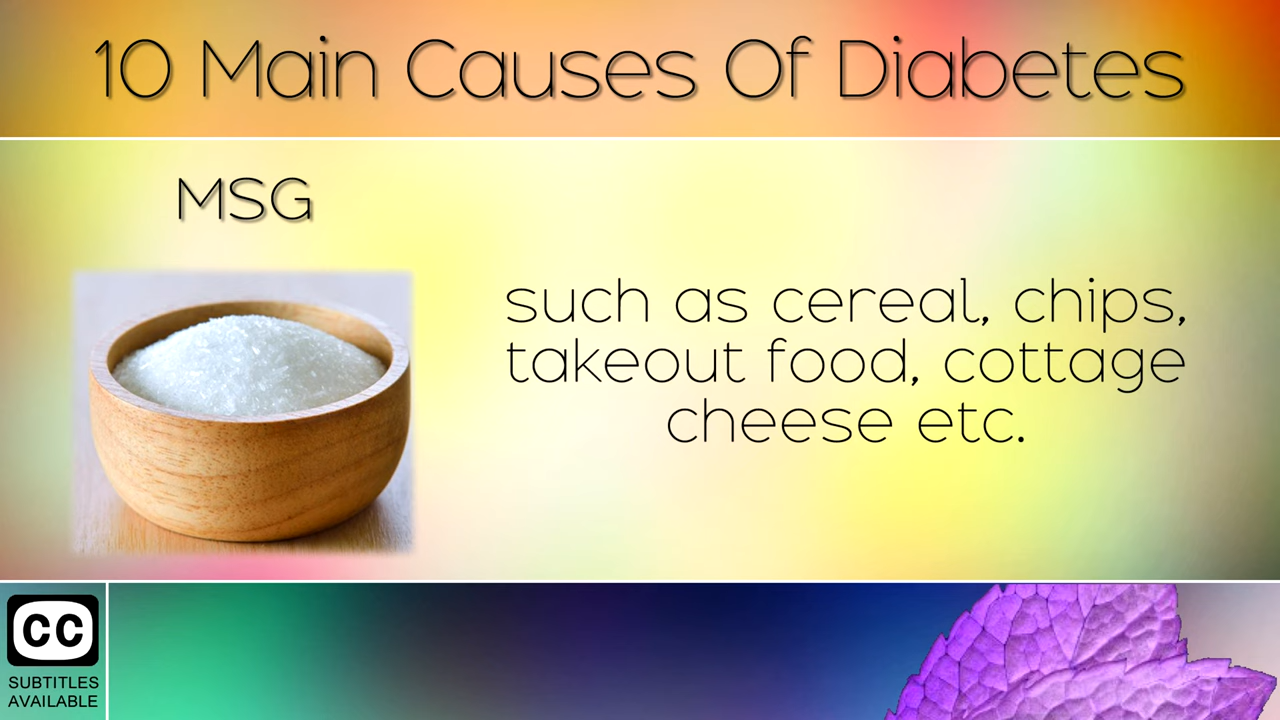 10 Main Causes Of Diabetes
MSG
such as cereal, chips,
takeout food, cottage
cheese etc.
CC
SUBTITLES
AVAILABLE